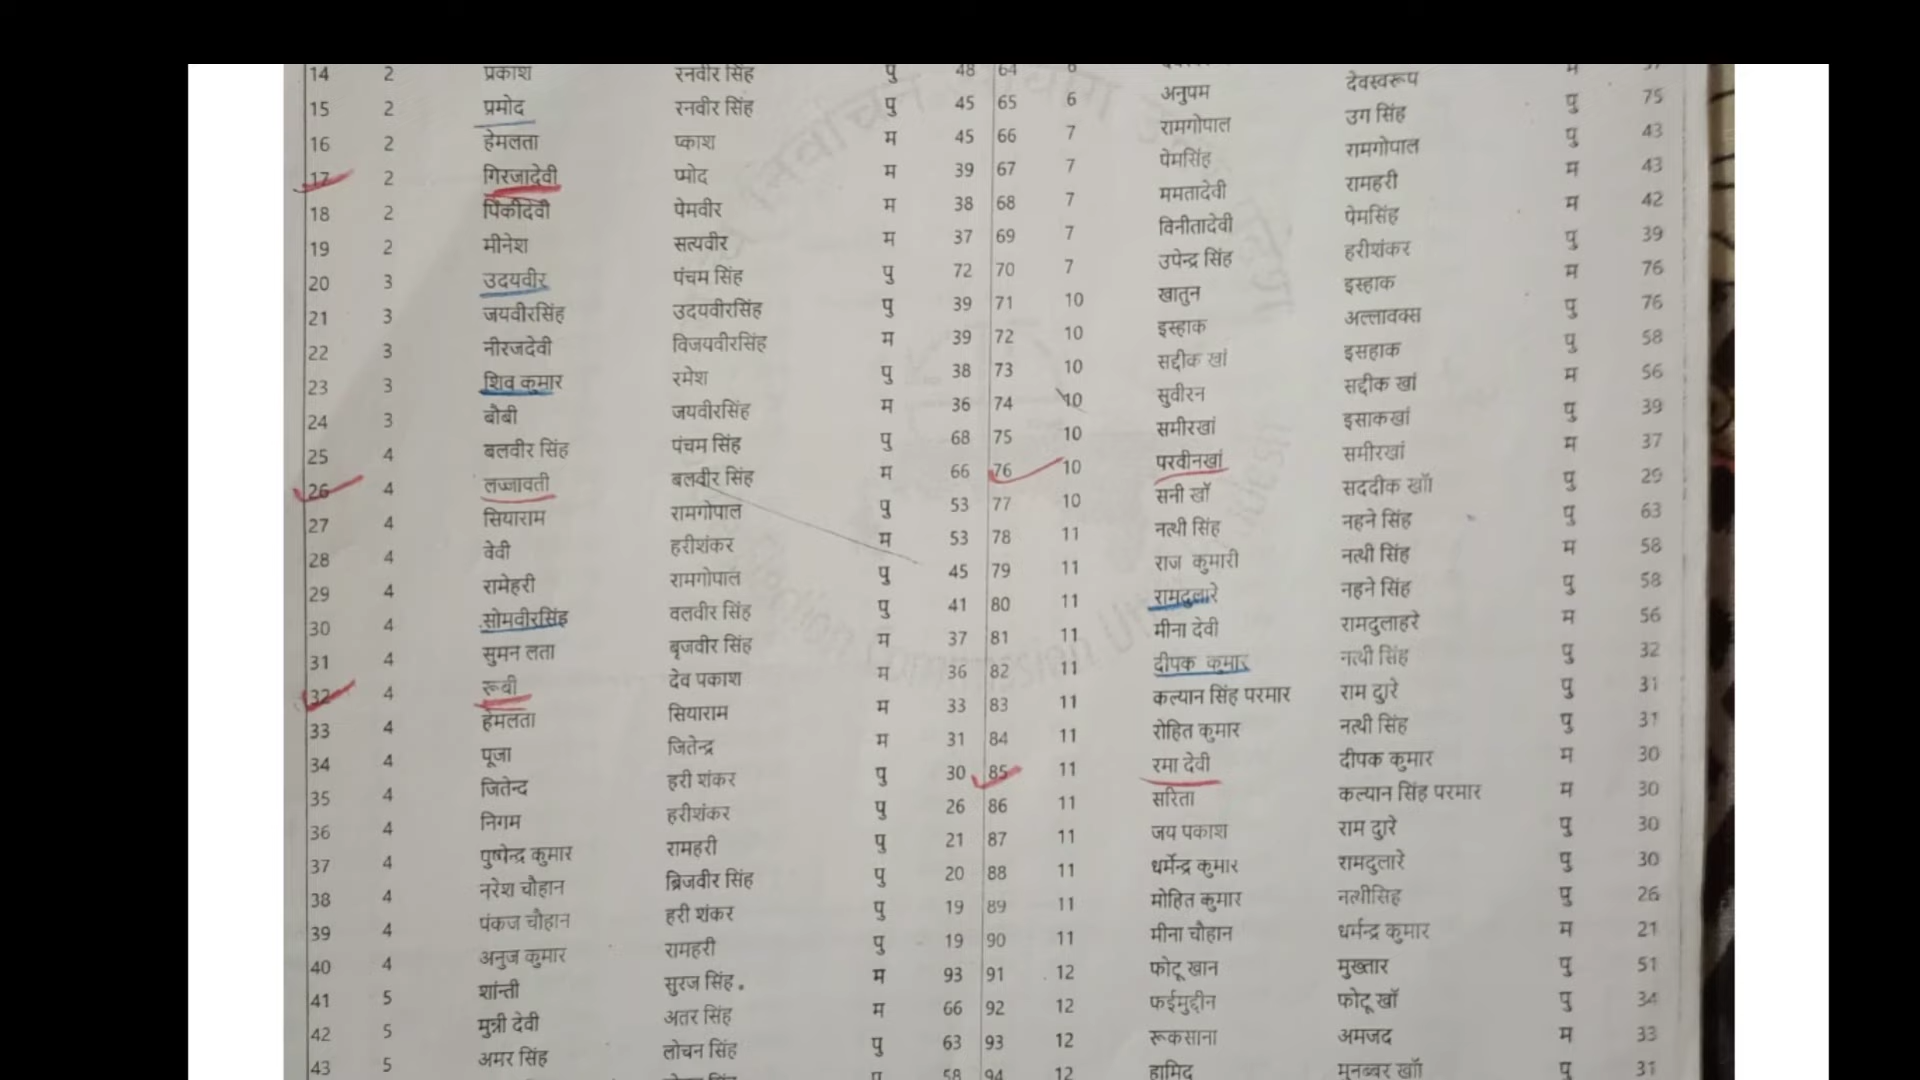 14 2 प्रकाश रनवीर सिंह पु 48
15 2 प्रमोद रनवीर सिंह पु 45
16 2 हेमलता प्काश म 45
17 2 गिरजादेवी प्मोद म 39
18 2 पिंकीदेवी पेमवीर म 38
19 2 मीनेश सत्यवीर म 37
20 3 उदयवीर पंचम सिंह पु 72
21 3 जयवीरसिंह उदयवीरसिंह पु 39
22 3 नीरजदेवी विजयवीरसिंह म 39
23 3 शिव कुमार रमेश पु 38
24 3 बौबी जयवीरसिंह म 36
25 4 बलवीर सिंह पंचम सिंह पु 68
26 4 लज्जावती बलवीर सिंह म 66
27 4 सियाराम रामगोपाल पु 53
28 4 वेवी हरीशंकर म 53
29 4 रामेहरी रामगोपाल पु 45
30 4 सोमवीरसिंह वलवीर सिंह पु 41
31 4 सुमन लता बृजवीर सिंह म 37
32 4 रूबी देव पकाश म 36
33 4 हेमलता सियाराम म 33
34 4 पूजा जितेन्द्र म 31
35 4 जितेन्द हरी शंकर पु 30
36 4 निगम हरीशंकर पु 26
37 4 पुष्पेन्द्र कुमार रामहरी पु 21
38 4 नरेश चौहान ब्रिजवीर सिंह पु 20
39 4 पंकज चौहान हरी शंकर पु 19
40 4 अनुज कुमार रामहरी पु 19
41 5 शांन्ती सुरज सिंह म 93
42 5 मुन्नी देवी अतर सिंह म 66
43 5 अमर सिंह लोचन सिंह पु 63
58
64 6 देवस्वरूप म
65 6 अनुपम उग सिंह पु 75
66 7 रामगोपाल रामगोपाल पु 43
67 7 पेमसिंह रामहरी म 43
68 7 ममतादेवी पेमसिंह म 42
69 7 विनीतादेवी हरीशंकर पु 39
70 7 उपेन्द्र सिंह इस्हाक म 76
71 10 खातुन अल्लावक्स पु 76
72 10 इस्हाक इसहाक पु 58
73 10 सद्दीक खां सद्दीक खां म 56
74 10 सुवीरन इसाकखां पु 39
75 10 समीरखां समीरखां म 37
76 10 परवीनखां सददीक खॉ पु 29
77 10 सनी खॉ नहने सिंह पु 63
78 11 नत्थी सिंह नत्थी सिंह म 58
79 11 राज कुमारी नहने सिंह पु 58
80 11 रामदुलारे रामदुलाहरे म 56
81 11 मीना देवी नत्थी सिंह पु 32
82 11 दीपक कुमार राम दुारे पु 31
83 11 कल्यान सिंह परमार नत्थी सिंह पु 31
84 11 रोहित कुमार दीपक कुमार म 30
85 11 रमा देवी कल्यान सिंह परमार म 30
86 11 सरिता राम दुारे पु 30
87 11 जय पकाश रामदुलारे पु 30
88 11 धर्मेन्द्र कुमार नत्थीसिह पु 26
89 11 मोहित कुमार धर्मन्द्र कुमार म 21
90 11 मीना चौहान मुख्तार पु 51
91 12 फोटू खान फोटू खॉ पु 34
92 12 फईमुद्दीन अमजद म 33
93 12 रूकसाना मुनब्बर खॉ पु 31
94 12 हामिद